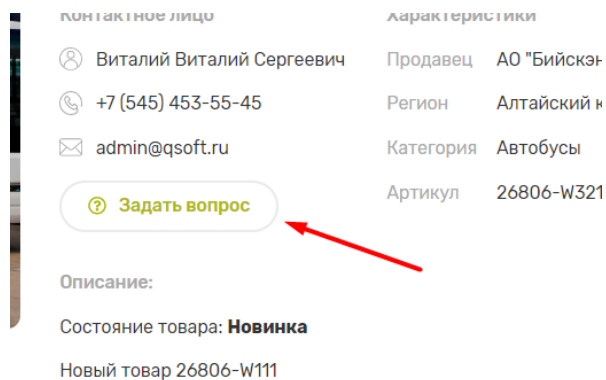 Контактное лицо
Виталий Виталий Сергеевич
+7 (545) 453-55-45
admin@qsoft.ru
Задать вопрос
Характеристики
Продавец АО "Бийскэн
Регион Алтайский к
Категория Автобусы
Артикул 26806-W321
Описание:
Состояние товара: Новинка
Новый товар 26806-W111